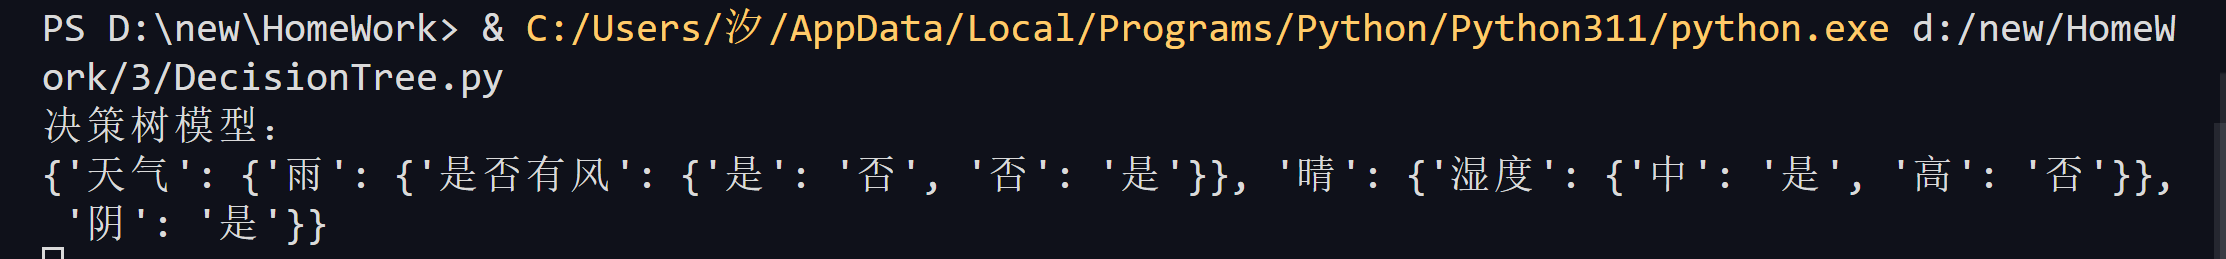 PS D:\new\HomeWork> & C:/Users/汐/AppData/Local/Programs/Python/Python311/python.exe d:/new/HomeW
ork/3/DecisionTree.py
决策树模型：
{'天气': {'雨': {'是否有风': {'是': '否', '否': '是'}}, '晴': {'湿度': {'中': '是', '高': '否'}},
'阴': '是'}}